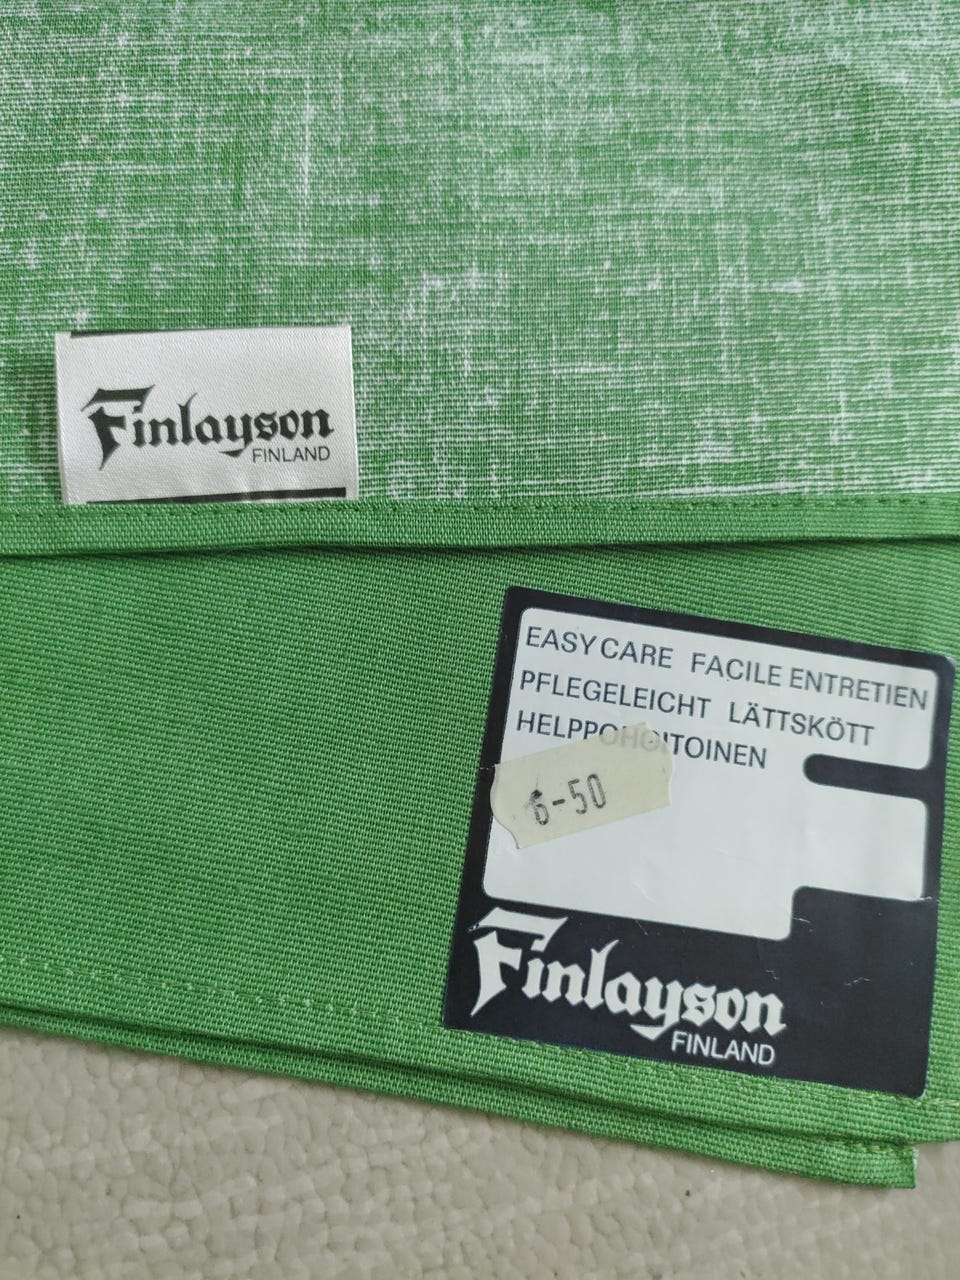 Finlayson
FINLAND
EASY CARE FACILE ENTRETIEN
PFLEGELEICHT LÄTTSKÖTT
HELPPOHOITOINEN
6-50
Finlayson
FINLAND